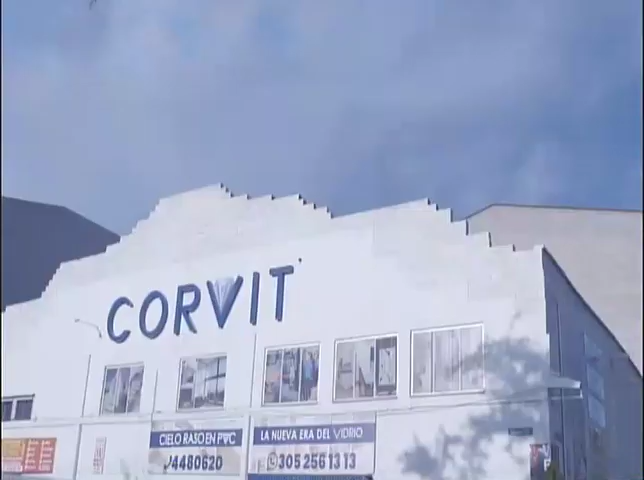 CORVIT
CIELO RASO EN PVC
4480620
LA NUEVA ERA DEL VIDRIO
305 256 13 13